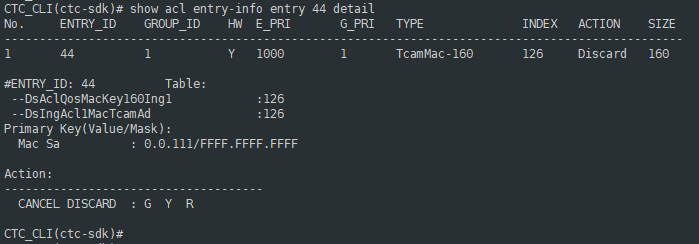 CTC_CLI(ctc-sdk)# show acl entry-info entry 44 detail
No. ENTRY_ID GROUP_ID HW E_PRI G_PRI TYPE INDEX ACTION SIZE
-----------------------------------------------------------------------------------------------
1 44 1 Y 1000 1 TcamMac-160 126 Discard 160
#ENTRY_ID: 44 Table:
--DsAclQosMacKey160Ing1 :126
--DsIngAcl1MacTcamAd :126
Primary Key(Value/Mask):
Mac Sa : 0.0.111/FFFF.FFFF.FFFF
Action:
------------------------------------
CANCEL DISCARD : G Y R
CTC_CLI(ctc-sdk)#